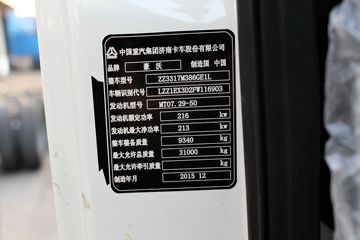 中国重汽集团济南卡车股份有限公司
品牌 豪沃 制造国 中国
整车型号 ZZ3317M386GE1L
车辆识别代号 LZZ1EX3D2FW116903
发动机型号 MT07.29-50
发动机额定功率 216 kw
发动机最大净功率 213 kw
整车整备质量 9340 kg
最大允许总质量 31000 kg
最大允许牵引质量 kg
制造年月 2015 12